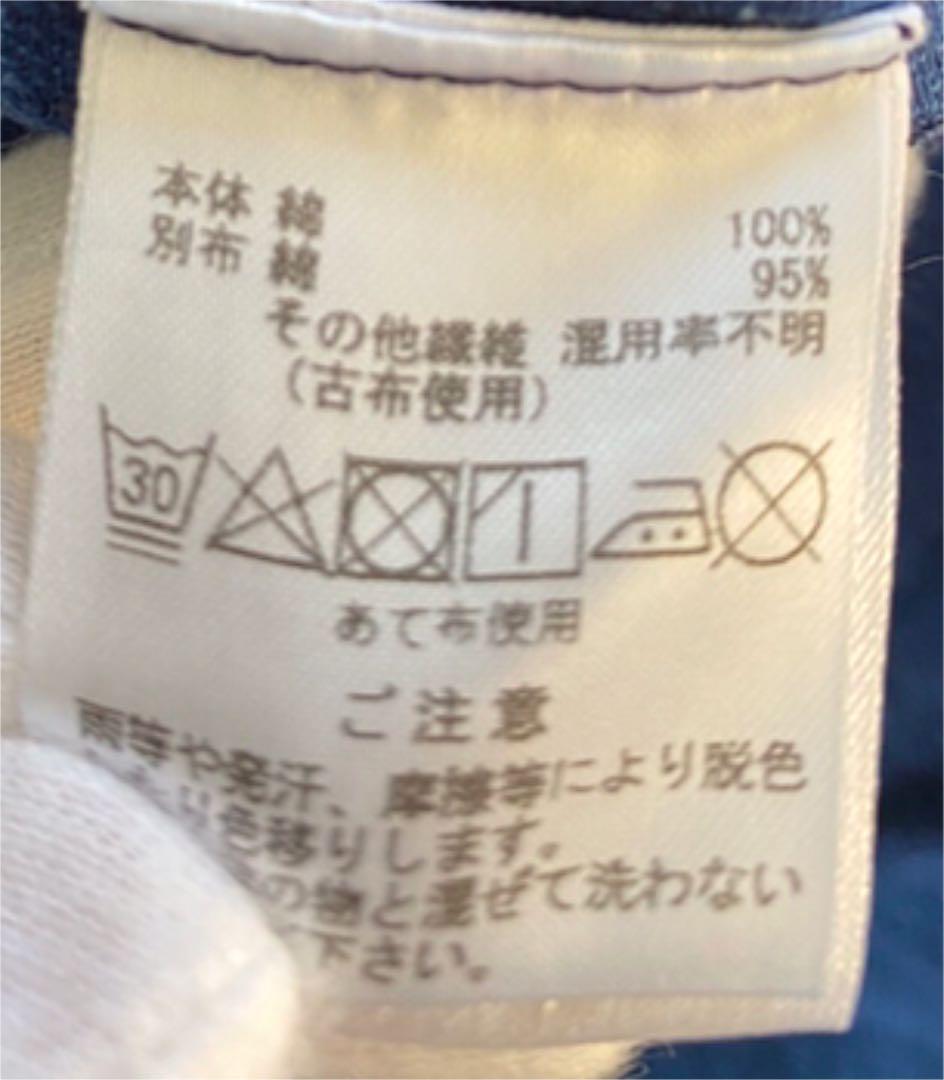 本体 綿 100%
別布 綿 95%
その他繊維 混用率不明
(古布使用)
30
あて布使用
ご注意
雨等や発汗、摩擦等により脱色
色移りします。
の物と混ぜて洗わない
下さい。